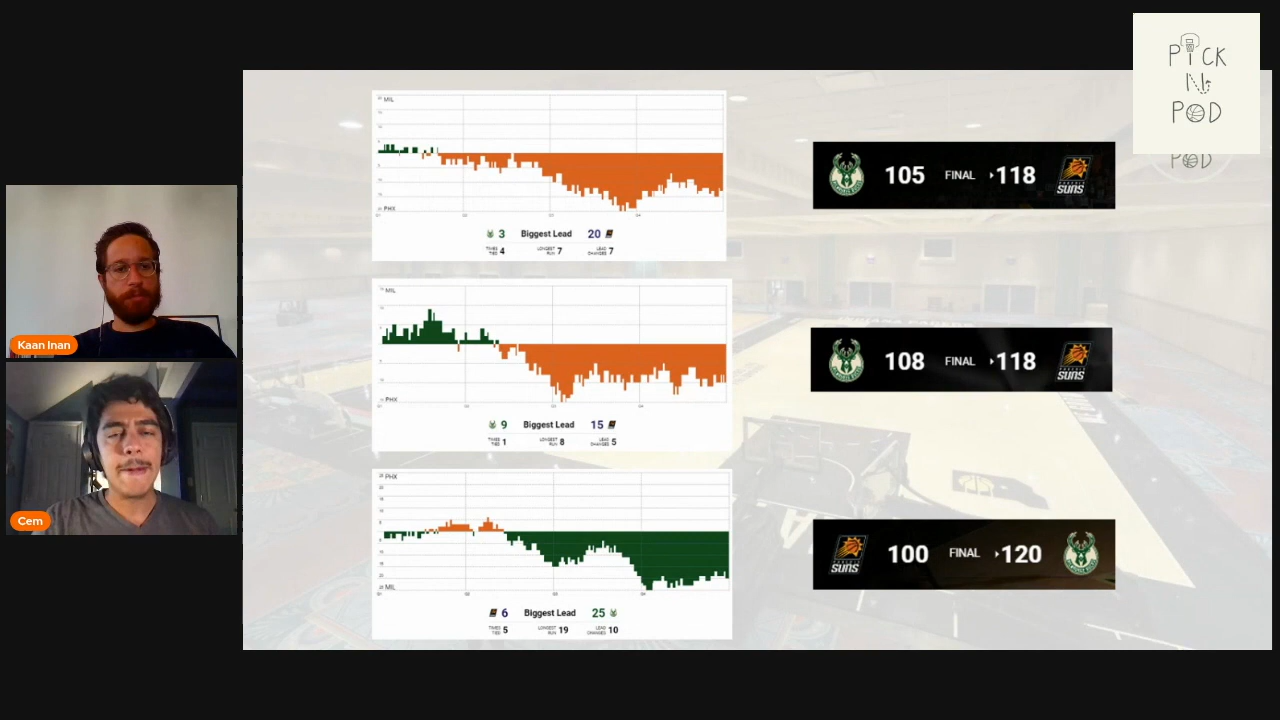 PiCK
N'
POD
POD
MIL
PHX
3 Biggest Lead 20
TIMES TIED 4 LONGEST RUN 7 LEAD CHANGES 7
105 FINAL 118
SUNS
MIL
PHX
9 Biggest Lead 15
TIMES TIED 1 LONGEST RUN 8 LEAD CHANGES 5
108 FINAL 118
SUNS
PHX
MIL
6 Biggest Lead 25
TIMES TIED 5 LONGEST RUN 19 LEAD CHANGES 10
SUNS
100 FINAL 120
Kaan Inan
Cem